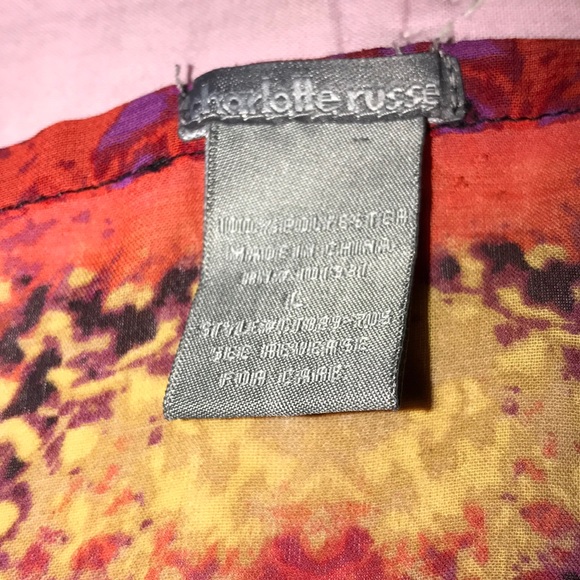 charlotte russe
100%POLYESTER
MADE IN CHINA
L
SEE REVERSE
FOR CARE